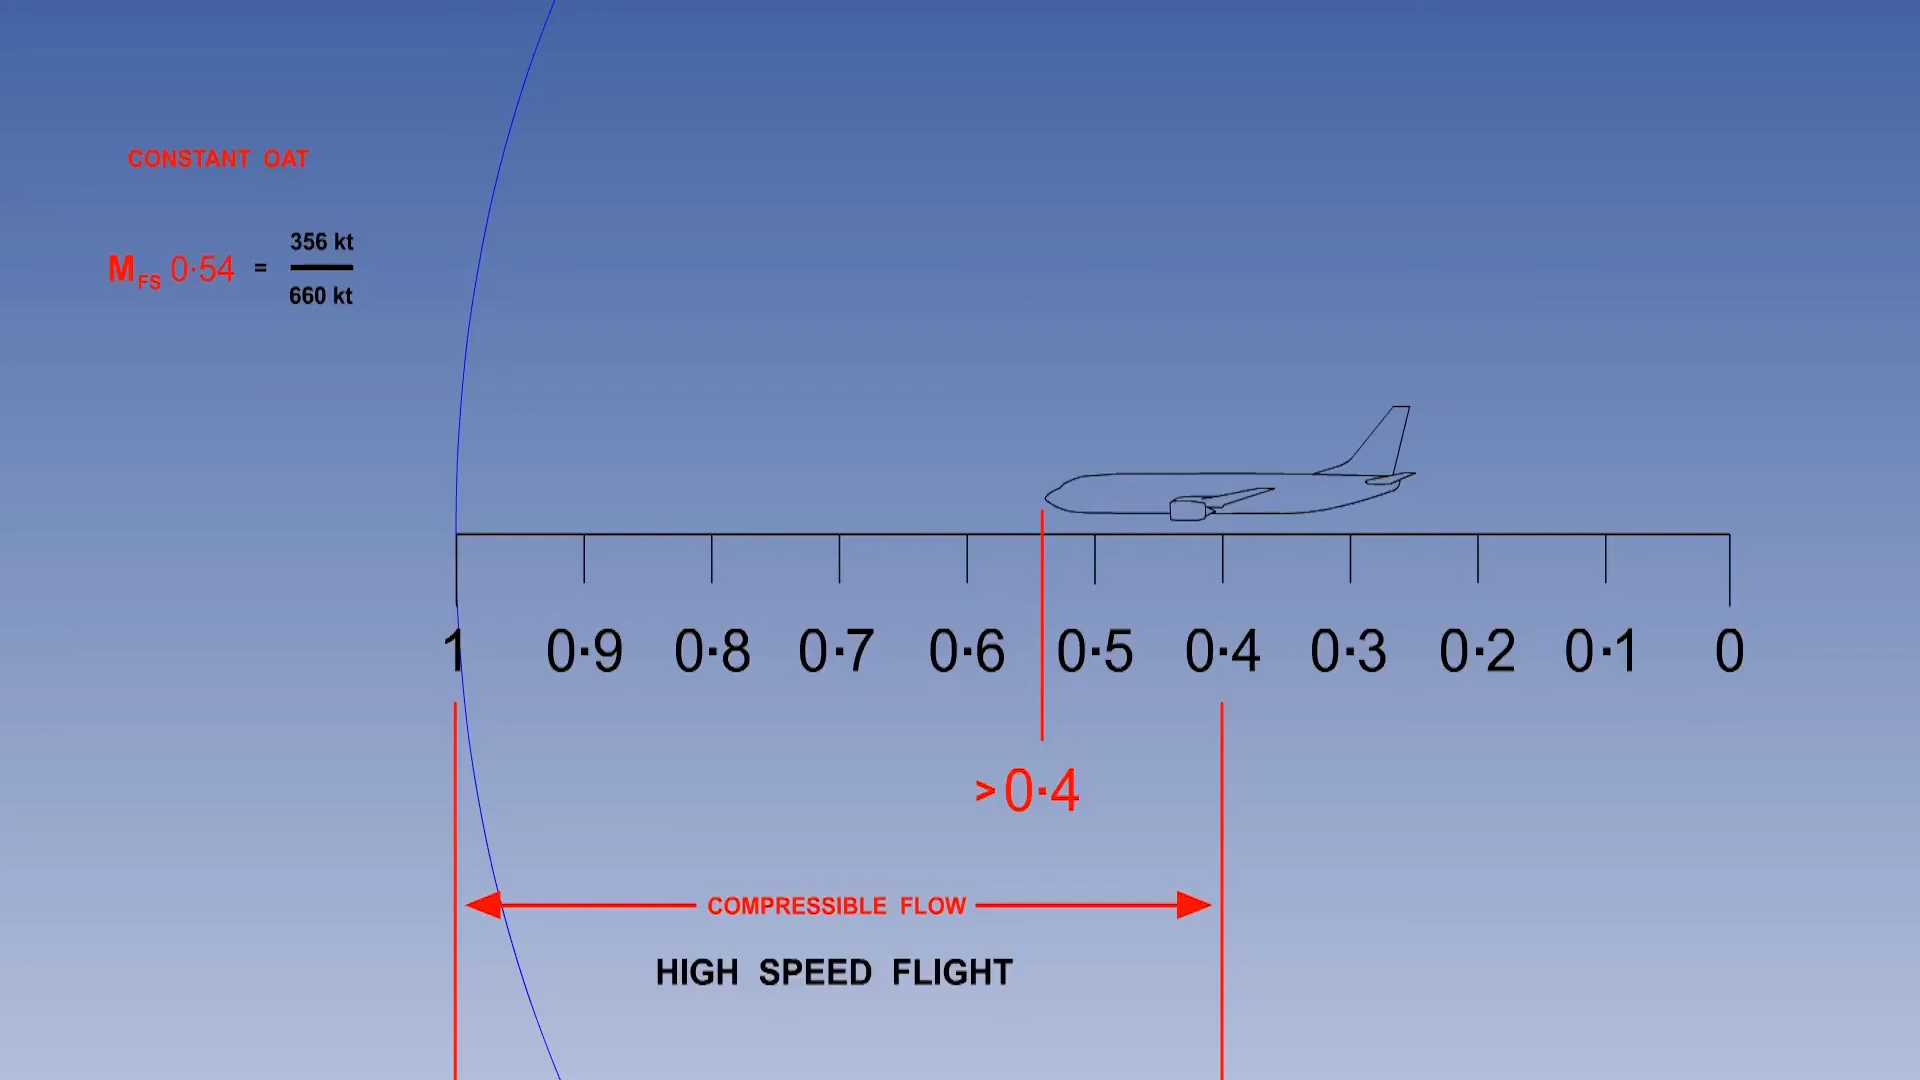 CONSTANT OAT
356 kt
MFS 0·54 =
660 kt
1 0·9 0·8 0·7 0·6 0·5 0·4 0·3 0·2 0·1 0
>0·4
COMPRESSIBLE FLOW
HIGH SPEED FLIGHT